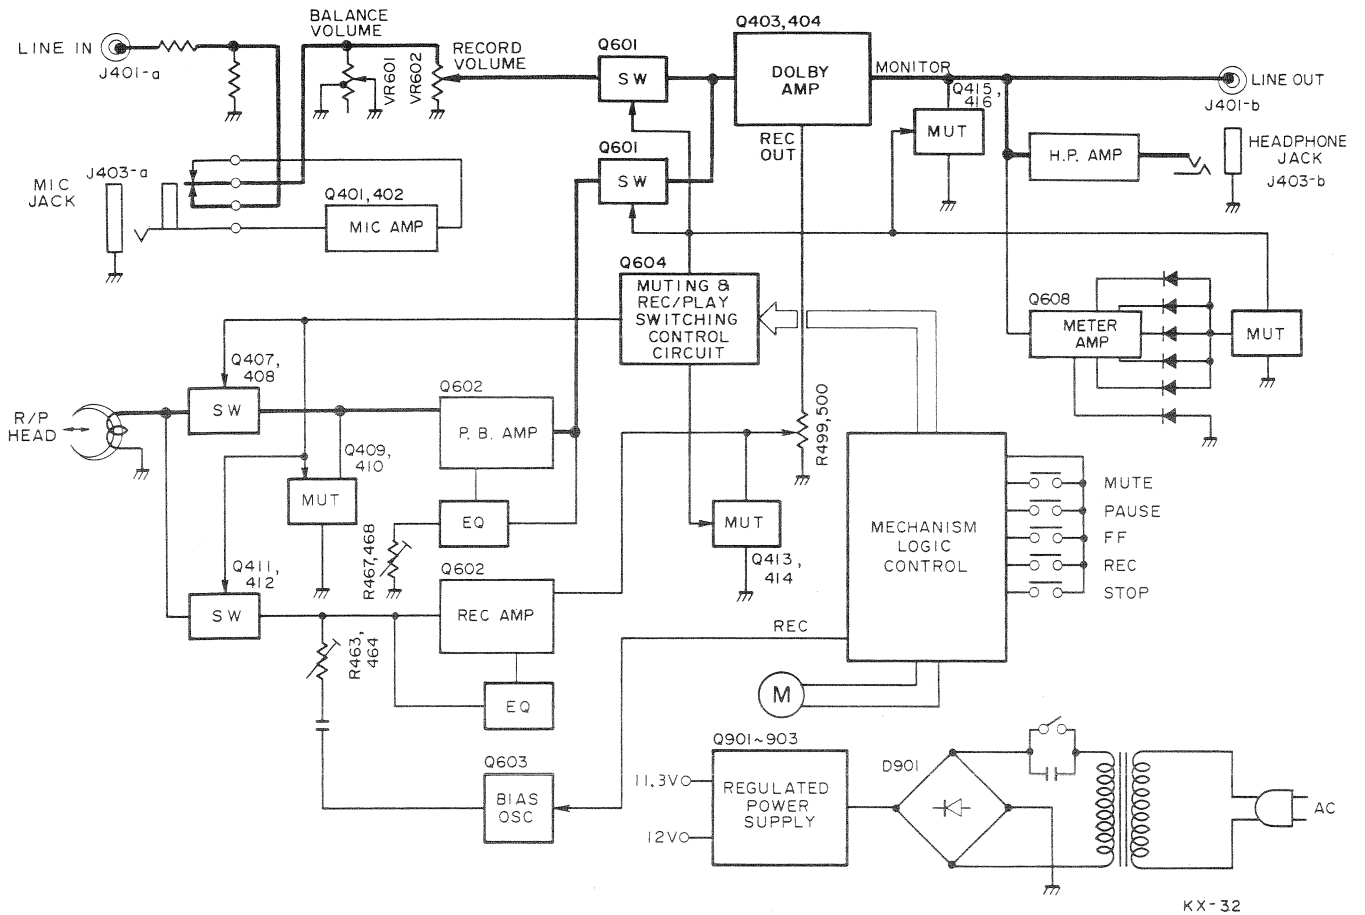 LINE IN
J401-a
BALANCE
VOLUME
VR601
VR602
RECORD
VOLUME
Q601
SW
Q403, 404
DOLBY
AMP
MONITOR
Q415,
416
MUT
LINE OUT
J401-b
REC
OUT
H.P. AMP
HEADPHONE
JACK
J403-b
MIC
JACK
J403-a
Q401, 402
MIC AMP
Q601
SW
Q604
MUTING &
REC/PLAY
SWITCHING
CONTROL
CIRCUIT
Q608
METER
AMP
MUT
R/P
HEAD
Q407,
408
SW
Q409,
410
MUT
Q602
P. B. AMP
EQ
R467, 468
R499, 500
MUT
Q413,
414
Q411,
412
SW
Q602
REC AMP
EQ
R463,
464
MECHANISM
LOGIC
CONTROL
MUTE
PAUSE
FF
REC
STOP
REC
M
Q603
BIAS
OSC
Q901~903
11.3V
12V
REGULATED
POWER
SUPPLY
D901
AC
KX-32